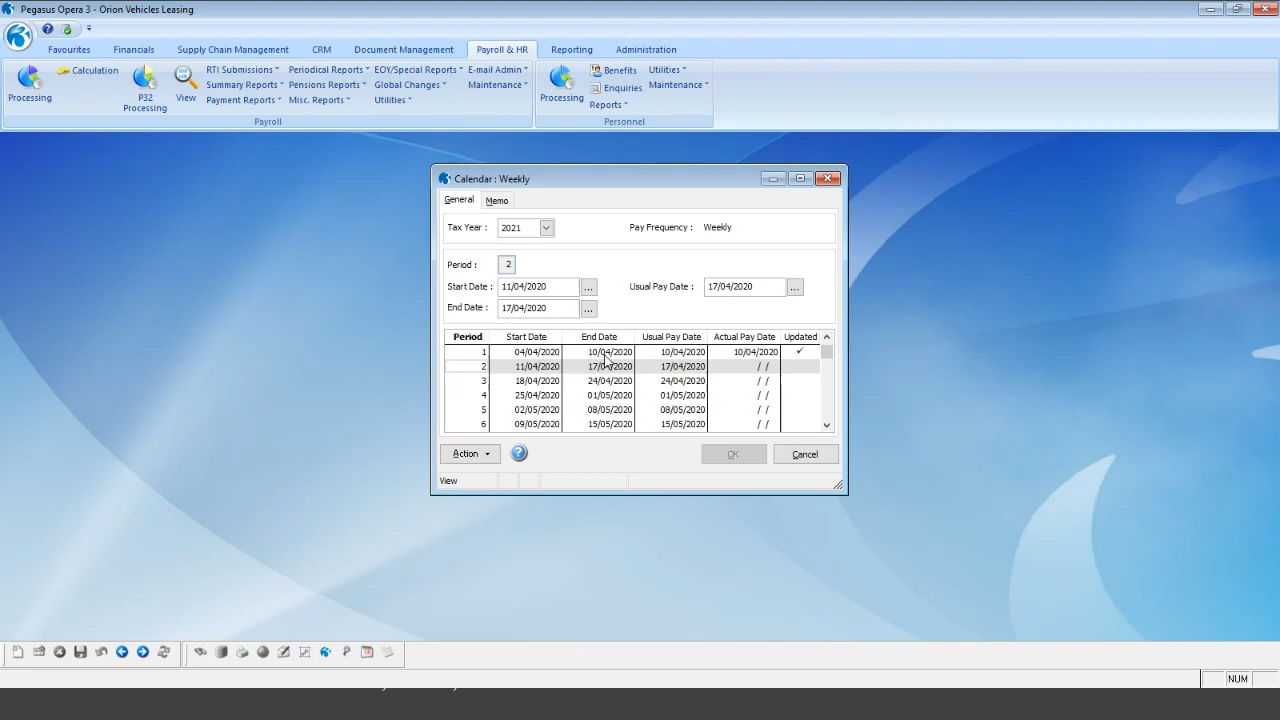 Pegasus Opera 3 - Orion Vehicles Leasing
Favourites Financials Supply Chain Management CRM Document Management Payroll & HR Reporting Administration
Processing
Calculation
P32 Processing
View
RTI Submissions Periodical Reports EOY/Special Reports E-mail Admin
Summary Reports Pensions Reports Global Changes Maintenance
Payment Reports Misc. Reports Utilities
Payroll
Processing
Benefits Utilities
Enquiries Maintenance
Reports
Personnel
Calendar : Weekly
General Memo
Tax Year : 2021 Pay Frequency : Weekly
Period : 2
Start Date : 11/04/2020 ... Usual Pay Date : 17/04/2020 ...
End Date : 17/04/2020 ...
Period Start Date End Date Usual Pay Date Actual Pay Date Updated
1 04/04/2020 10/04/2020 10/04/2020 10/04/2020 ✓
2 11/04/2020 17/04/2020 17/04/2020 / /
3 18/04/2020 24/04/2020 24/04/2020 / /
4 25/04/2020 01/05/2020 01/05/2020 / /
5 02/05/2020 08/05/2020 08/05/2020 / /
6 09/05/2020 15/05/2020 15/05/2020 / /
Action ? OK Cancel
View
NUM